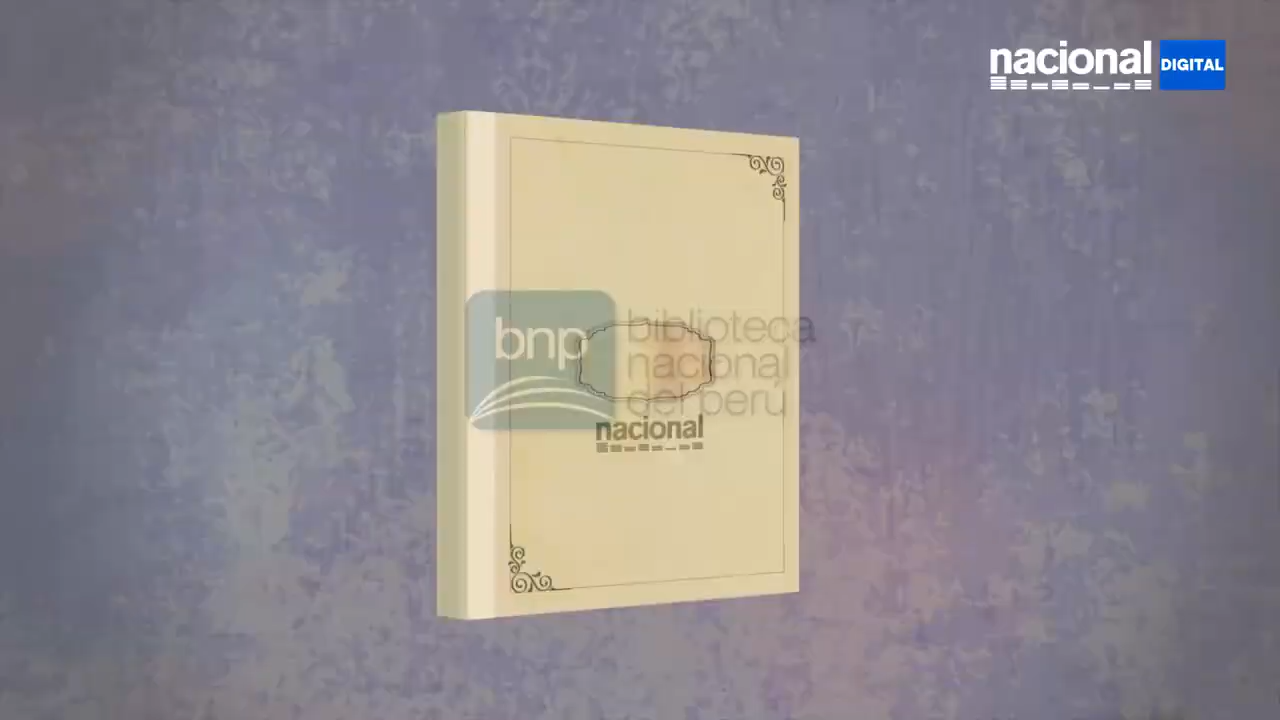 nacional DIGITAL
bnp
biblioteca
nacional
del perú
nacional